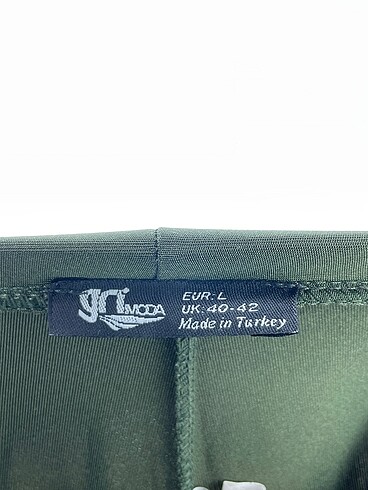 gri MODA
EUR: L
UK: 40-42
Made in Turkey